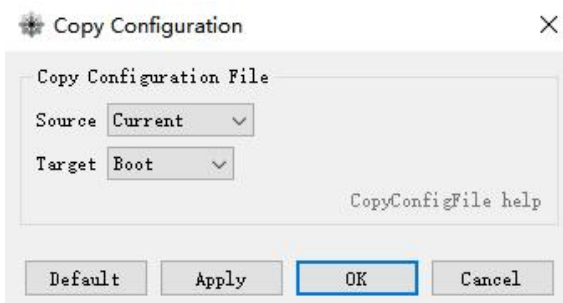 Copy Configuration
Copy Configuration File
Source Current
Target Boot
CopyConfigFile help
Default Apply OK Cancel